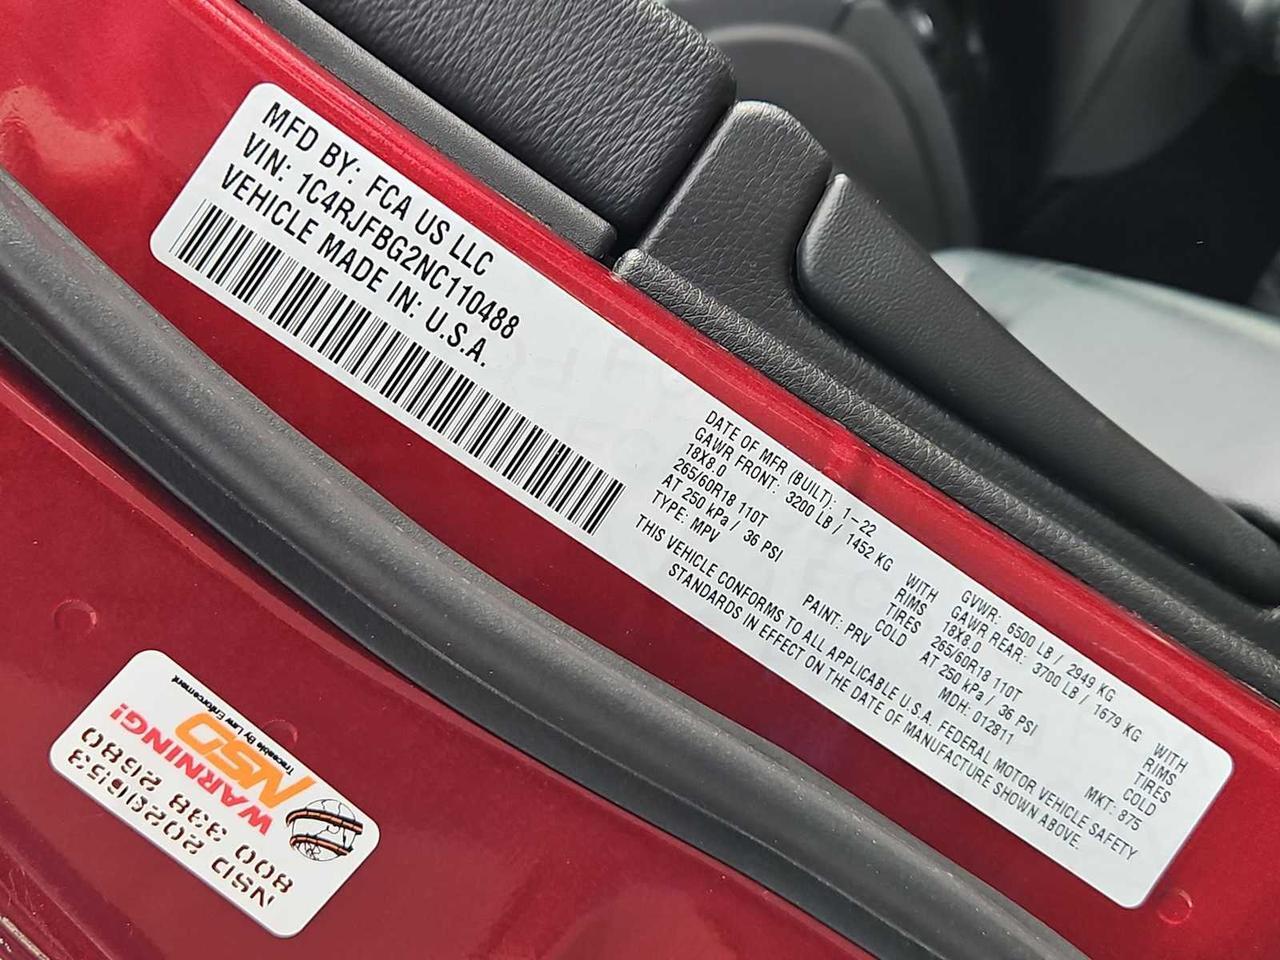 MFD BY: FCA US LLC
VIN: 1C4RJFBG2NC110488
VEHICLE MADE IN: U.S.A.
DATE OF MFR (BUILT): 1-22 GVWR: 6500 LB / 2949 KG
GAWR FRONT: 3200 LB / 1452 KG WITH GAWR REAR: 3700 LB / 1679 KG WITH
18X8.0 RIMS 18X8.0 RIMS
265/60R18 110T TIRES 265/60R18 110T TIRES
AT 250 kPa / 36 PSI COLD AT 250 kPa / 36 PSI COLD
TYPE: MPV PAINT: PRV MDH: 012811 MKT: 875
THIS VEHICLE CONFORMS TO ALL APPLICABLE U.S.A. FEDERAL MOTOR VEHICLE SAFETY
STANDARDS IN EFFECT ON THE DATE OF MANUFACTURE SHOWN ABOVE.
NSD
Traceable By Law Enforcement
WARNING!
800 338 2680